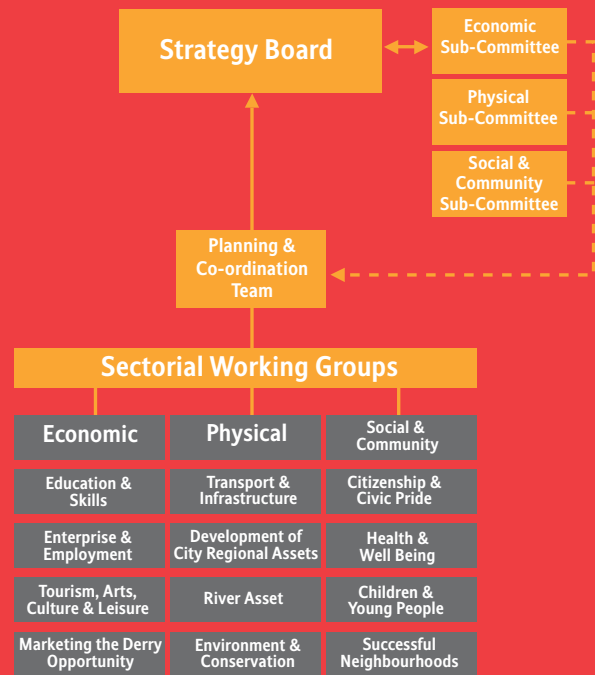 Strategy Board
Economic
Sub-Committee
Physical
Sub-Committee
Social &
Community
Sub-Committee
Planning &
Co-ordination
Team
Sectorial Working Groups
Economic
Physical
Social &
Community
Education &
Skills
Transport &
Infrastructure
Citizenship &
Civic Pride
Enterprise &
Employment
Development of
City Regional Assets
Health &
Well Being
Tourism, Arts,
Culture & Leisure
River Asset
Children &
Young People
Marketing the Derry
Opportunity
Environment &
Conservation
Successful
Neighbourhoods